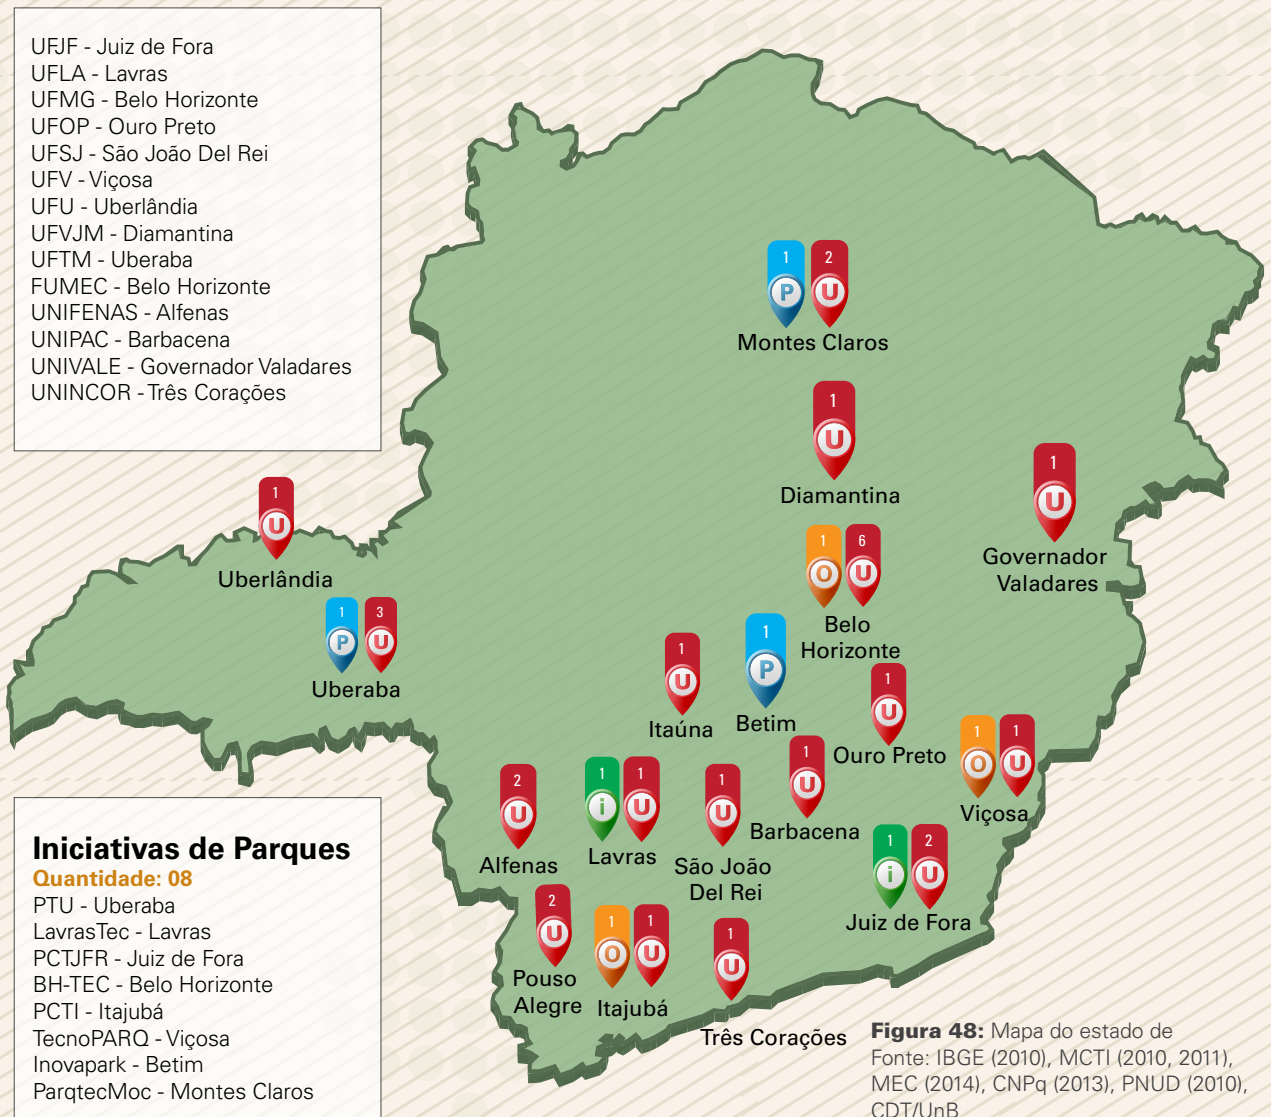 UFJF - Juiz de Fora
UFLA - Lavras
UFMG - Belo Horizonte
UFOP - Ouro Preto
UFSJ - São João Del Rei
UFV - Viçosa
UFU - Uberlândia
UFVJM - Diamantina
UFTM - Uberaba
FUMEC - Belo Horizonte
UNIFENAS - Alfenas
UNIPAC - Barbacena
UNIVALE - Governador Valadares
UNINCOR - Três Corações
1 2
P U
Montes Claros
1
U
Diamantina
1
U
Governador
Valadares
1
U
Uberlândia
1 6
O U
Belo
Horizonte
1 3
P U
Uberaba
1
U
Itaúna
1
P
Betim
1
U
Ouro Preto
1 1
O U
Viçosa
2
U
Alfenas
1 1
i U
Lavras
1
U
São João
Del Rei
1
U
Barbacena
1 2
i U
Juiz de Fora
2
U
Pouso
Alegre
1 1
O U
Itajubá
1
U
Três Corações
Iniciativas de Parques
Quantidade: 08
PTU - Uberaba
LavrasTec - Lavras
PCTJFR - Juiz de Fora
BH-TEC - Belo Horizonte
PCTI - Itajubá
TecnoPARQ - Viçosa
Inovapark - Betim
ParqtecMoc - Montes Claros
Figura 48: Mapa do estado de
Fonte: IBGE (2010), MCTI (2010, 2011),
MEC (2014), CNPq (2013), PNUD (2010),
CDT/UnB